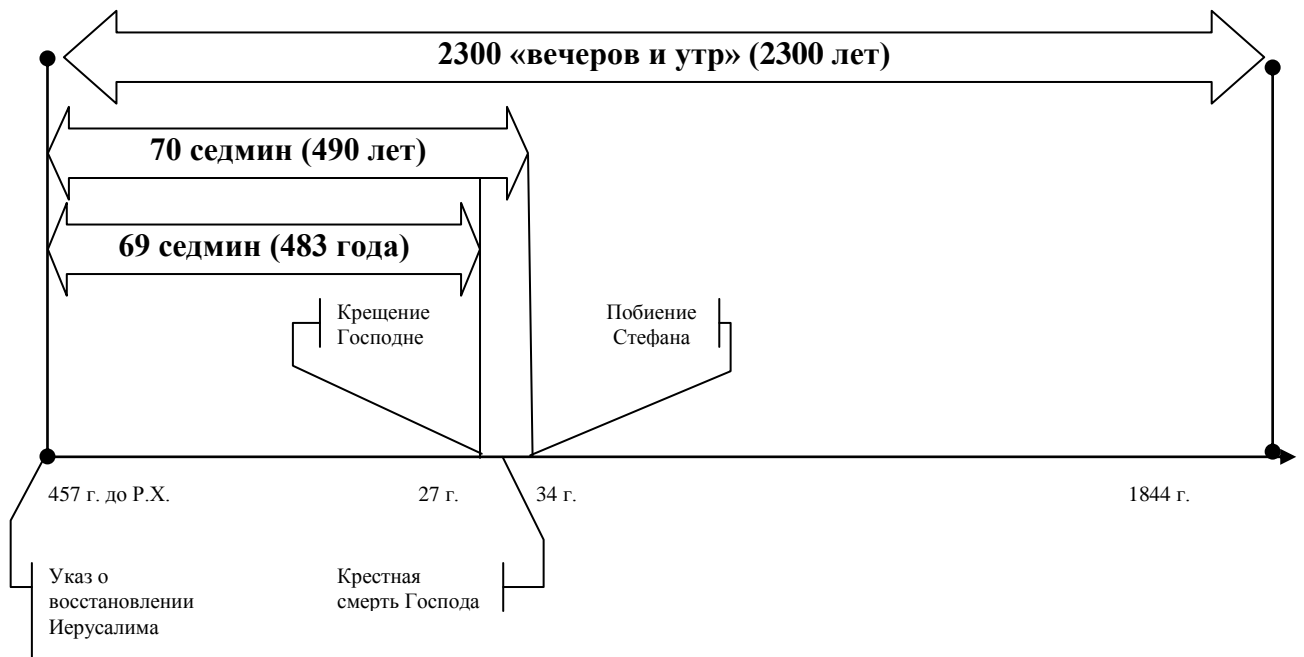 2300 «вечеров и утр» (2300 лет)
70 седмин (490 лет)
69 седмин (483 года)
Крещение
Господне
Побиение
Стефана
457 г. до Р.Х.
27 г.
34 г.
1844 г.
Указ о
восстановлении
Иерусалима
Крестная
смерть Господа